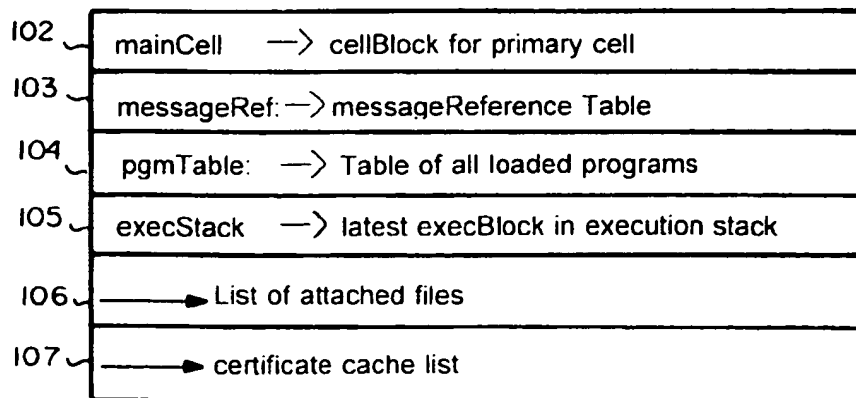 102 mainCell —> cellBlock for primary cell
103 messageRef: —> messageReference Table
104 pgmTable: —> Table of all loaded programs
105 execStack —> latest execBlock in execution stack
106 List of attached files
107 certificate cache list